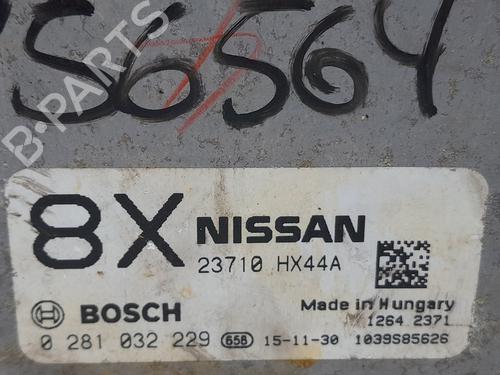 S6564
B-PARTS
8X NISSAN
23710 HX44A
BOSCH
Made in Hungary
1264 2371
0 281 032 229 658 15-11-30 1039S85626